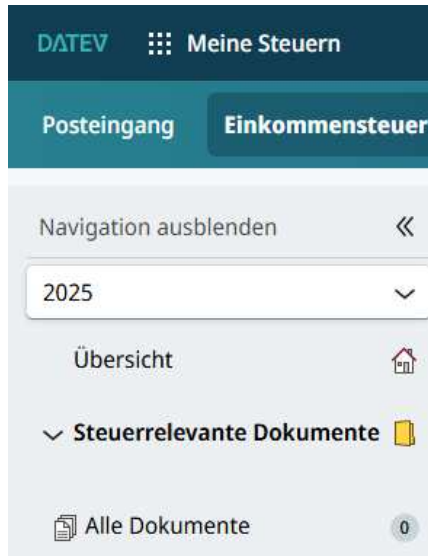 DATEV Meine Steuern
Posteingang Einkommensteuer
Navigation ausblenden
2025
Übersicht
Steuerrelevante Dokumente
Alle Dokumente 0